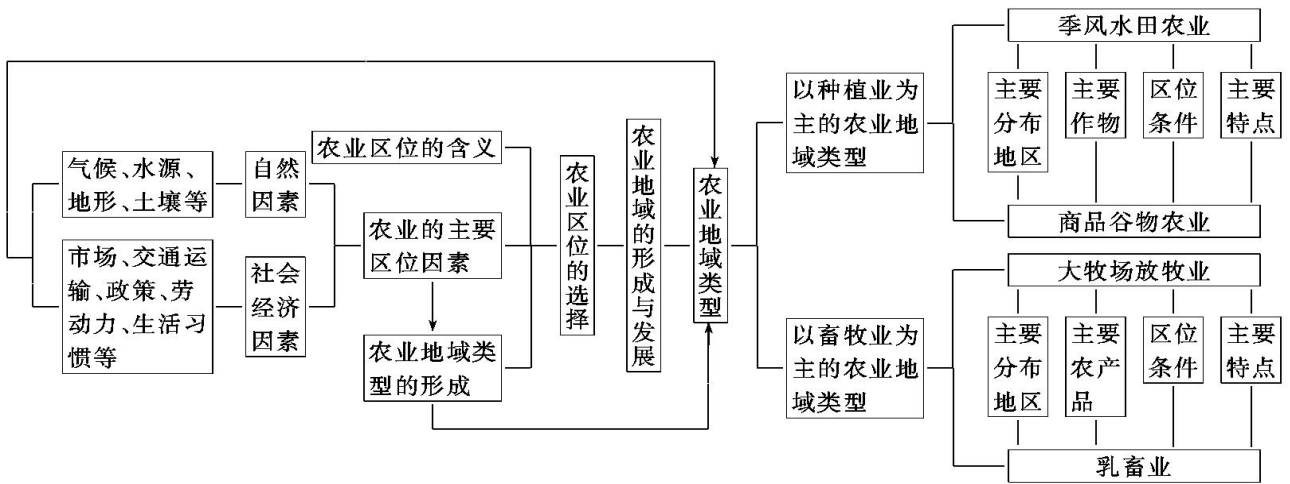 气候、水源、
地形、土壤等
市场、交通运
输、政策、劳
动力、生活习
惯等
自然
因素
社会
经济
因素
农业区位的含义
农业的主要
区位因素
农业地域类
型的形成
农业区位的选择
农业地域的形成与发展
农业地域类型
以种植业为
主的农业地
域类型
以畜牧业为
主的农业地
域类型
季风水田农业
主要
分布
地区
主要
作物
区位
条件
主要
特点
商品谷物农业
大牧场放牧业
主要
分布
地区
主要
农产
品
区位
条件
主要
特点
乳畜业